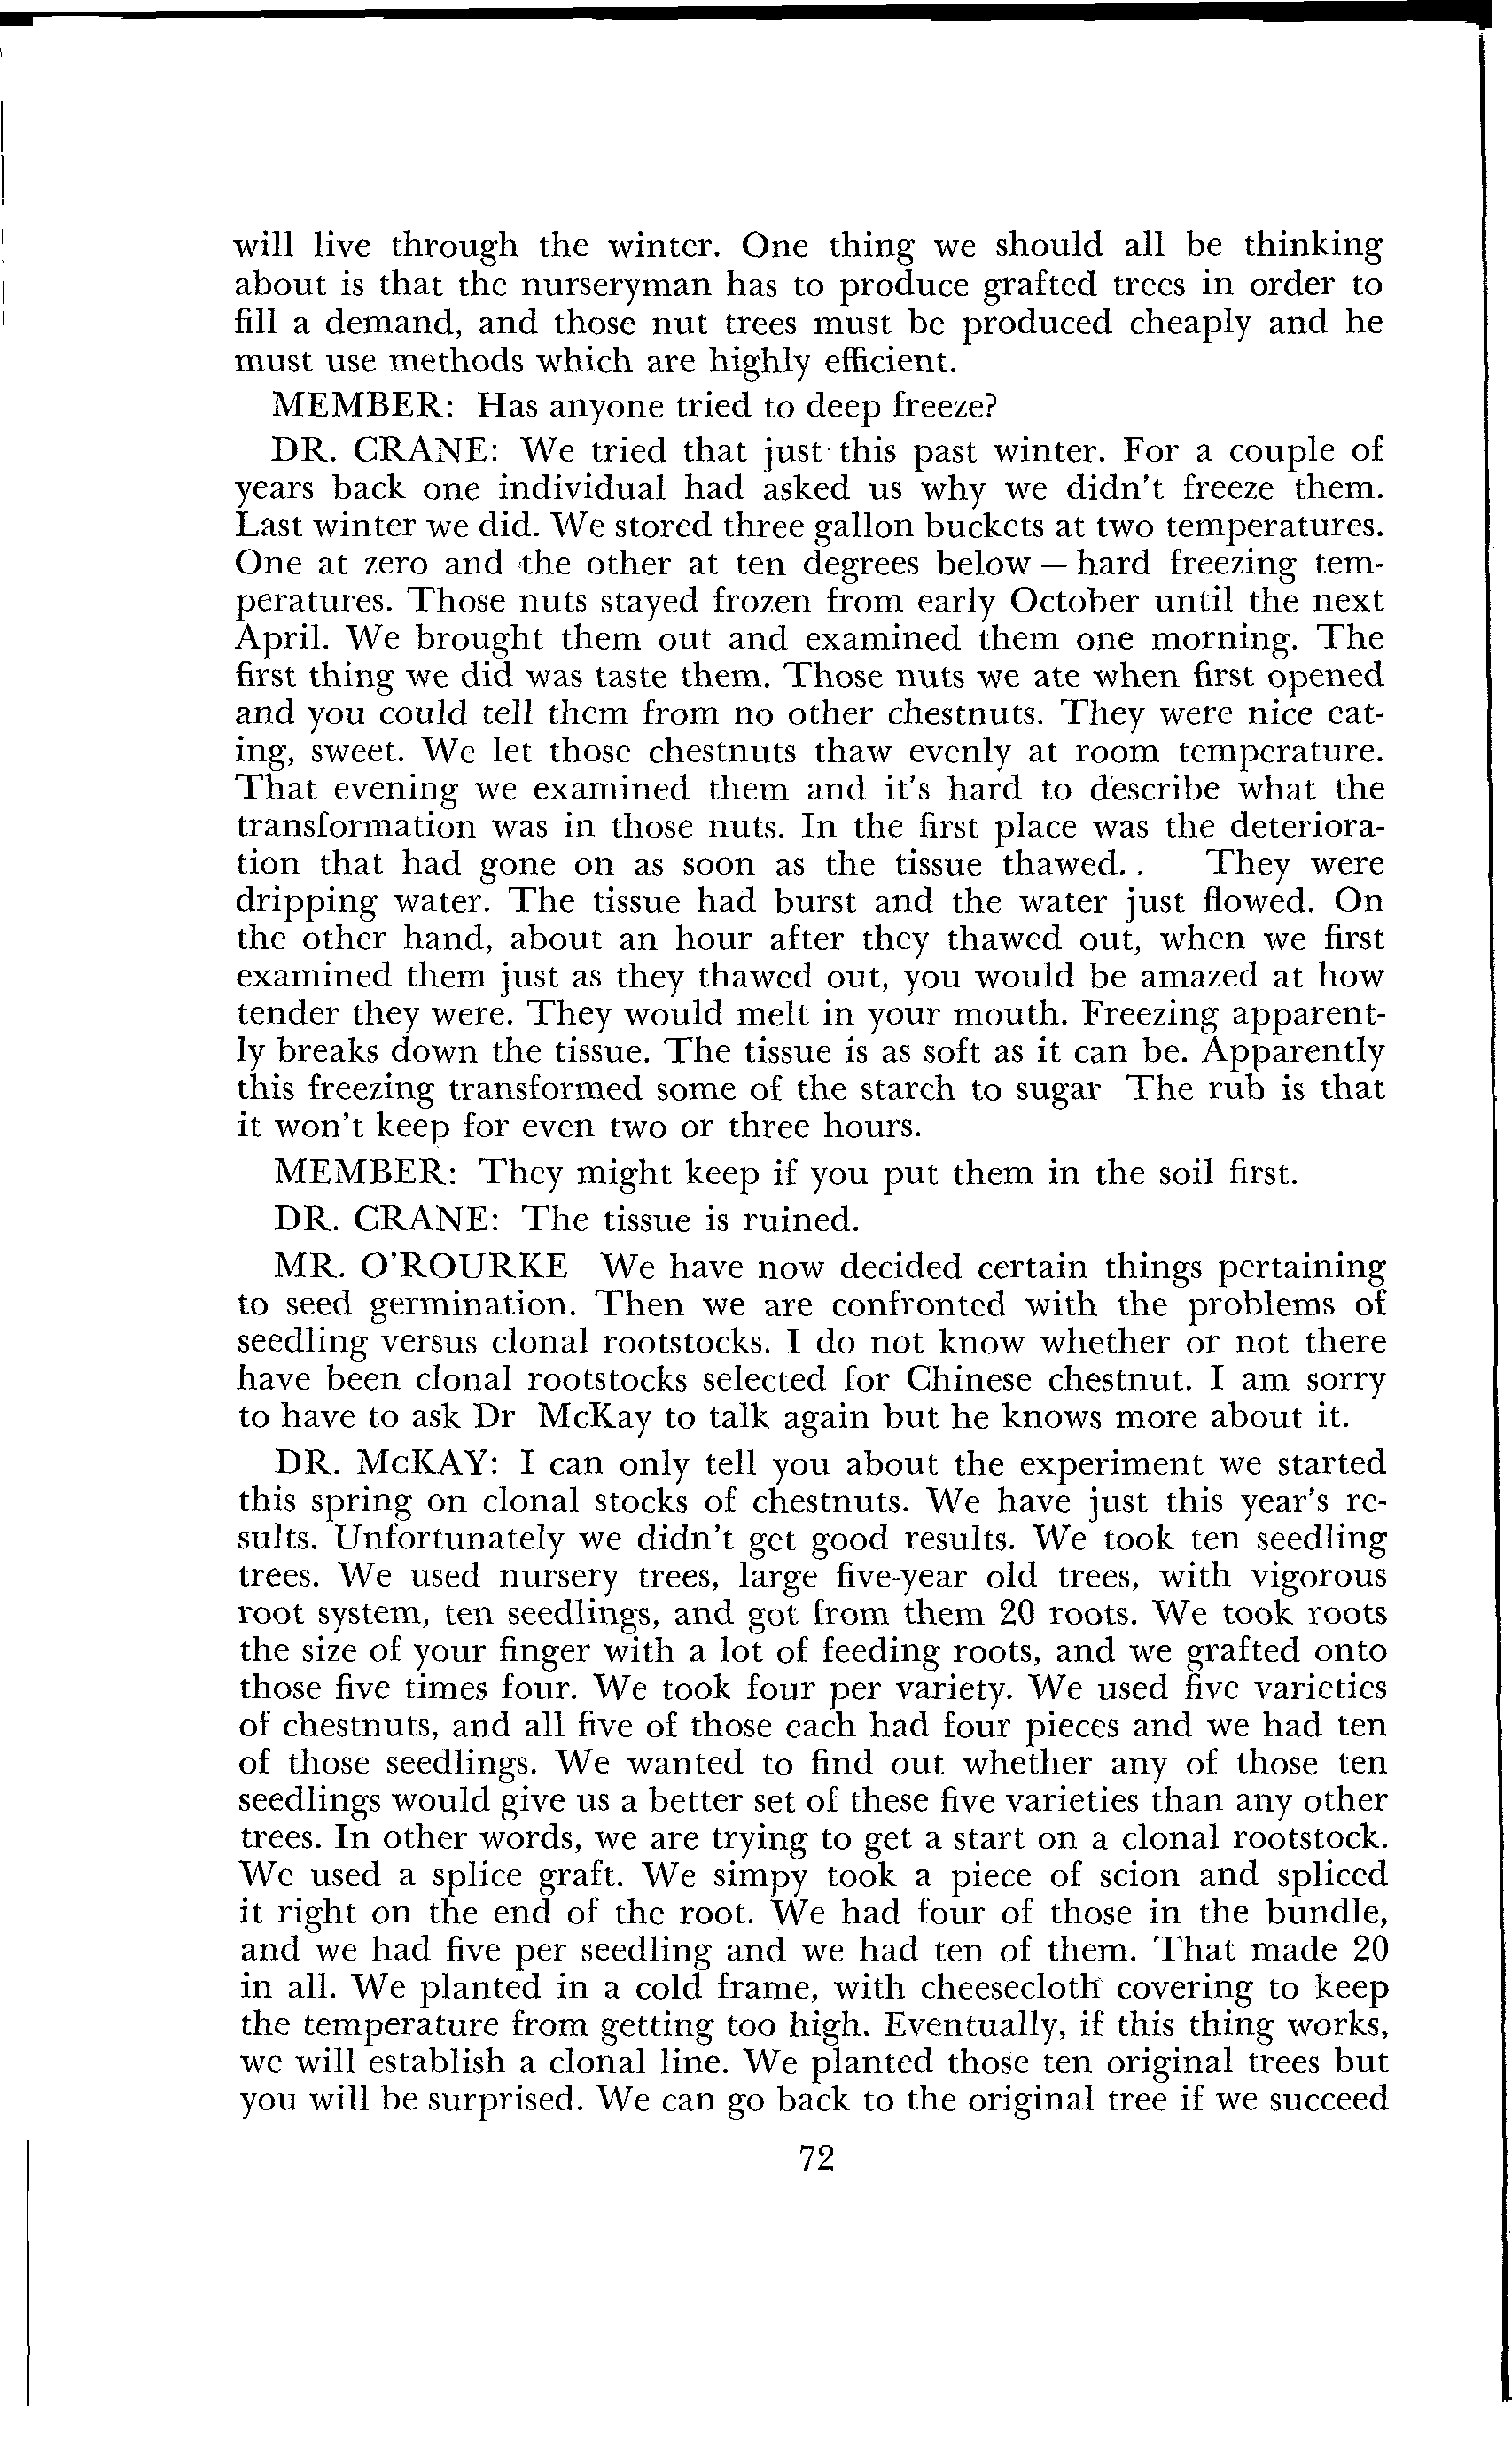 will live through the winter. One thing we should all be thinking
about is that the nurseryman has to produce grafted trees in order to
fill a demand, and those nut trees must be produced cheaply and he
must use methods which are highly efficient.
MEMBER: Has anyone tried to deep freeze?
DR. CRANE: We tried that just this past winter. For a couple of
years back one individual had asked us why we didn't freeze them.
Last winter we did. We stored three gallon buckets at two temperatures.
One at zero and the other at ten degrees below — hard freezing tem-
peratures. Those nuts stayed frozen from early October until the next
April. We brought them out and examined them one morning. The
first thing we did was taste them. Those nuts we ate when first opened
and you could tell them from no other chestnuts. They were nice eat-
ing, sweet. We let those chestnuts thaw evenly at room temperature.
That evening we examined them and it's hard to describe what the
transformation was in those nuts. In the first place was the deteriora-
tion that had gone on as soon as the tissue thawed. . They were
dripping water. The tissue had burst and the water just flowed. On
the other hand, about an hour after they thawed out, when we first
examined them just as they thawed out, you would be amazed at how
tender they were. They would melt in your mouth. Freezing apparent-
ly breaks down the tissue. The tissue is as soft as it can be. Apparently
this freezing transformed some of the starch to sugar The rub is that
it won't keep for even two or three hours.
MEMBER: They might keep if you put them in the soil first.
DR. CRANE: The tissue is ruined.
MR. O'ROURKE We have now decided certain things pertaining
to seed germination. Then we are confronted with the problems of
seedling versus clonal rootstocks. I do not know whether or not there
have been clonal rootstocks selected for Chinese chestnut. I am sorry
to have to ask Dr McKay to talk again but he knows more about it.
DR. McKAY: I can only tell you about the experiment we started
this spring on clonal stocks of chestnuts. We have just this year's re-
sults. Unfortunately we didn't get good results. We took ten seedling
trees. We used nursery trees, large five-year old trees, with vigorous
root system, ten seedlings, and got from them 20 roots. We took roots
the size of your finger with a lot of feeding roots, and we grafted onto
those five times four. We took four per variety. We used five varieties
of chestnuts, and all five of those each had four pieces and we had ten
of those seedlings. We wanted to find out whether any of those ten
seedlings would give us a better set of these five varieties than any other
trees. In other words, we are trying to get a start on a clonal rootstock.
We used a splice graft. We simpy took a piece of scion and spliced
it right on the end of the root. We had four of those in the bundle,
and we had five per seedling and we had ten of them. That made 20
in all. We planted in a cold frame, with cheesecloth covering to keep
the temperature from getting too high. Eventually, if this thing works,
we will establish a clonal line. We planted those ten original trees but
you will be surprised. We can go back to the original tree if we succeed
72